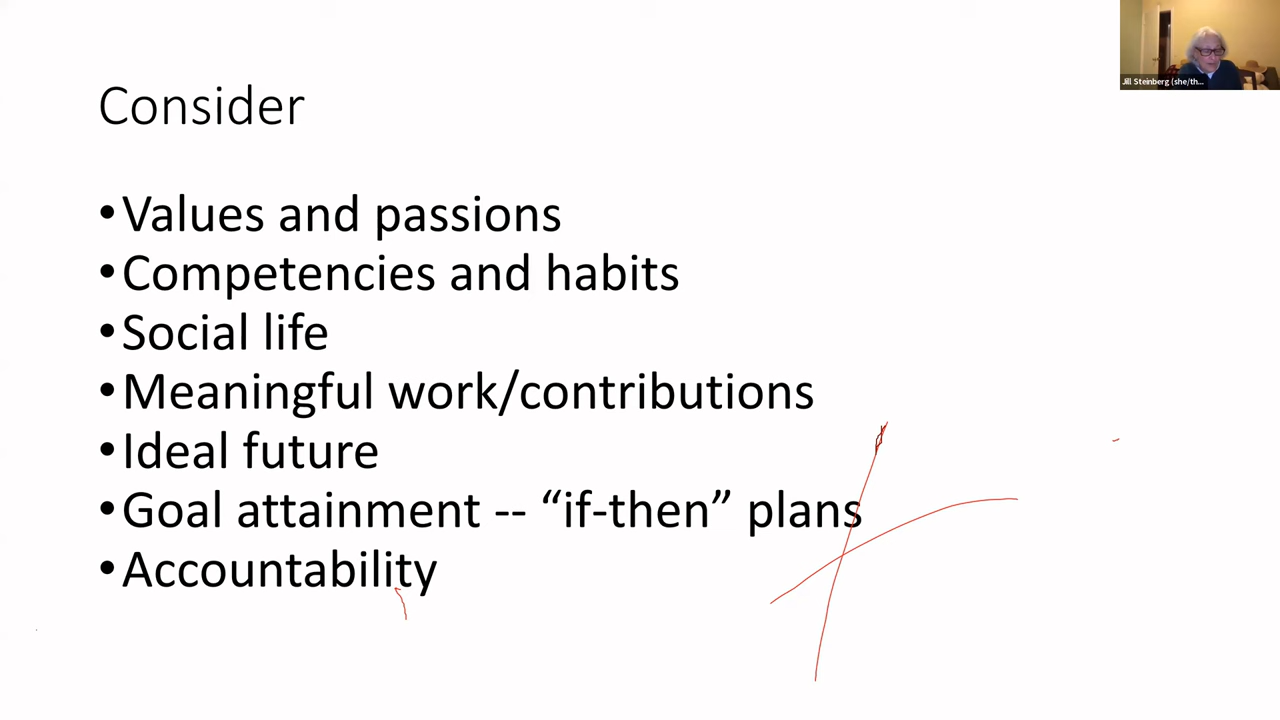 Consider
Jill Steinberg (she/th...
•Values and passions
•Competencies and habits
•Social life
•Meaningful work/contributions
•Ideal future
•Goal attainment -- “if-then” plans
•Accountability